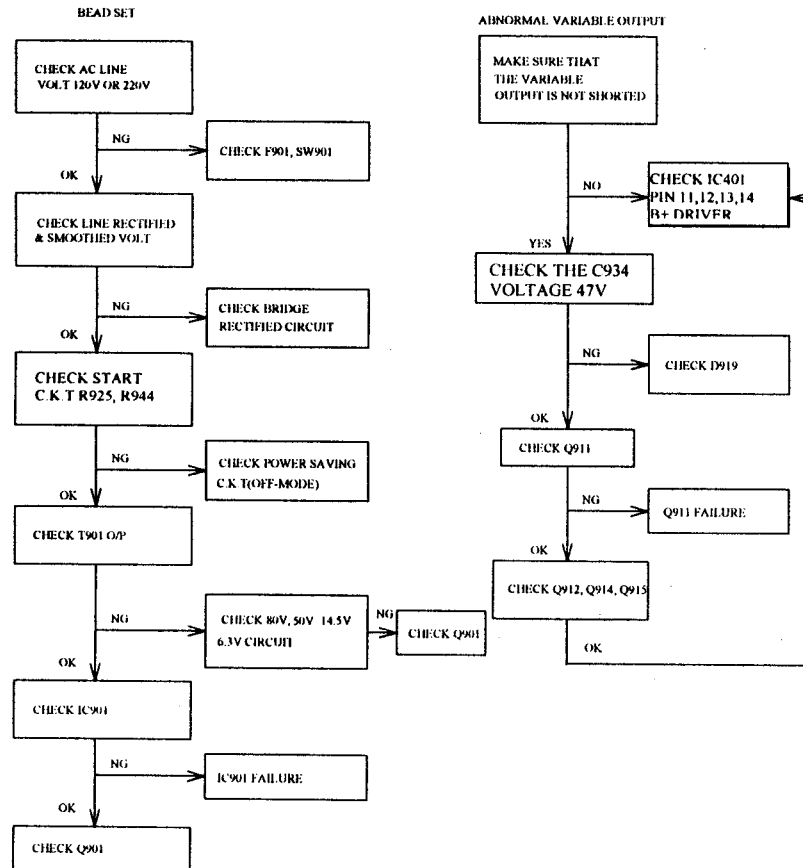 BEAD SET
CHECK AC LINE
VOLT 120V OR 220V
NG
CHECK F901, SW901
OK
CHECK LINE RECTIFIED
& SMOOTHED VOLT
NG
CHECK BRIDGE
RECTIFIED CIRCUIT
OK
CHECK START
C.K.T R925, R944
NG
CHECK POWER SAVING
C.K.T(OFF-MODE)
OK
CHECK T901 O/P
NG
CHECK 80V, 50V 14.5V
6.3V CIRCUIT
NG
CHECK Q901
OK
CHECK IC901
NG
IC901 FAILURE
OK
CHECK Q901
ABNORMAL VARIABLE OUTPUT
MAKE SURE THAT
THE VARIABLE
OUTPUT IS NOT SHORTED
NO
CHECK IC401
PIN 11,12,13,14
B+ DRIVER
YES
CHECK THE C934
VOLTAGE 47V
NG
CHECK D919
OK
CHECK Q911
NG
Q911 FAILURE
OK
CHECK Q912, Q914, Q915
OK